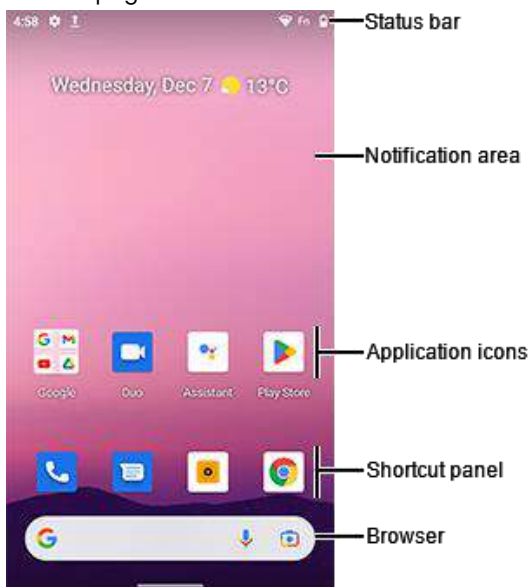 4:58 Fn Status bar
Wednesday, Dec 7 13°C
Notification area
Application icons
Google Duo Assistant Play Store
Shortcut panel
Browser